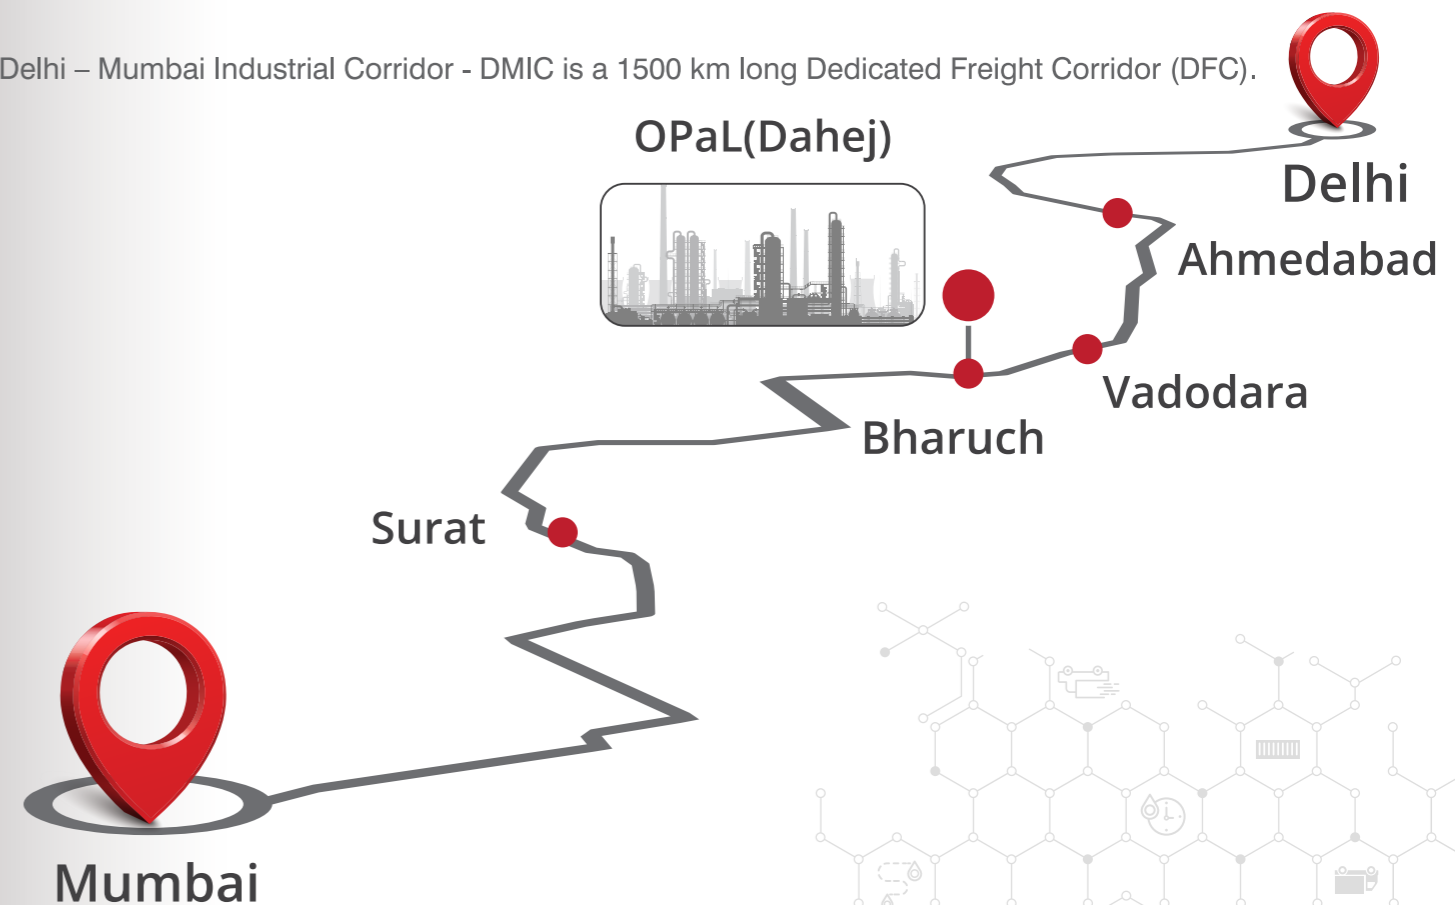 Delhi – Mumbai Industrial Corridor - DMIC is a 1500 km long Dedicated Freight Corridor (DFC).
OPaL(Dahej)
Delhi
Ahmedabad
Vadodara
Bharuch
Surat
Mumbai